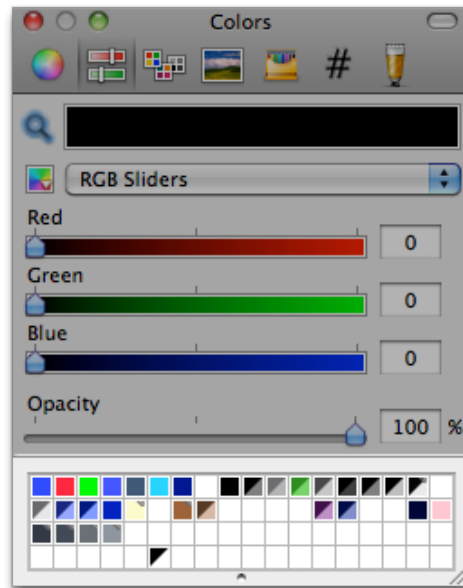 Colors
#
RGB Sliders
Red
0
Green
0
Blue
0
Opacity
100 %